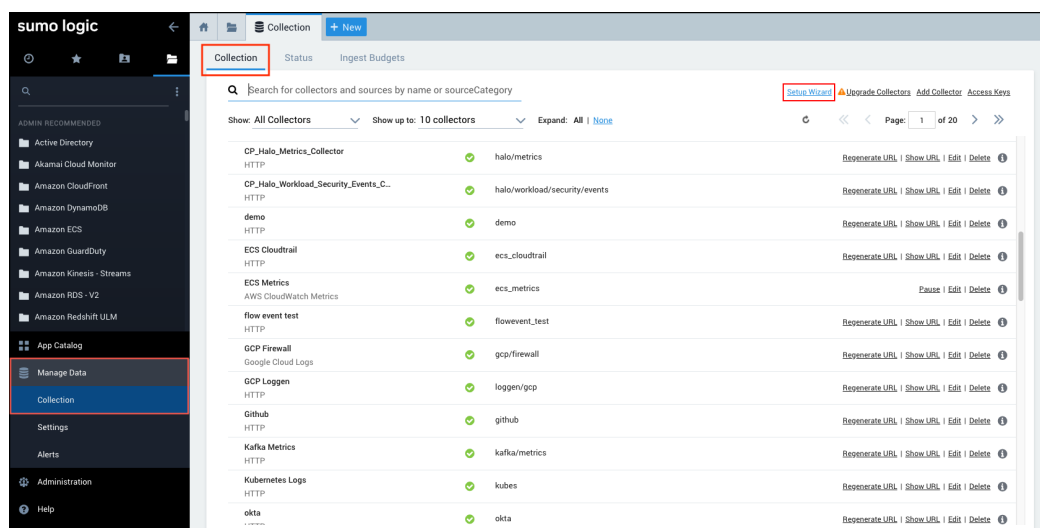 sumo logic
Collection
+ New
Collection Status Ingest Budgets
Search for collectors and sources by name or sourceCategory
Setup Wizard Upgrade Collectors Add Collector Access Keys
Show: All Collectors Show up to: 10 collectors Expand: All | None Page: 1 of 20
ADMIN RECOMMENDED
Active Directory
Akamai Cloud Monitor
Amazon CloudFront
Amazon DynamoDB
Amazon ECS
Amazon GuardDuty
Amazon Kinesis - Streams
Amazon RDS - V2
Amazon Redshift ULM
App Catalog
Manage Data
Collection
Settings
Alerts
Administration
Help
CP_Halo_Metrics_Collector
HTTP
halo/metrics
Regenerate URL | Show URL | Edit | Delete
CP_Halo_Workload_Security_Events_C...
HTTP
halo/workload/security/events
Regenerate URL | Show URL | Edit | Delete
demo
HTTP
demo
Regenerate URL | Show URL | Edit | Delete
ECS Cloudtrail
HTTP
ecs_cloudtrail
Regenerate URL | Show URL | Edit | Delete
ECS Metrics
AWS CloudWatch Metrics
ecs_metrics
Pause | Edit | Delete
flow event test
HTTP
flowevent_test
Regenerate URL | Show URL | Edit | Delete
GCP Firewall
Google Cloud Logs
gcp/firewall
Regenerate URL | Show URL | Edit | Delete
GCP Loggen
HTTP
loggen/gcp
Regenerate URL | Show URL | Edit | Delete
Github
HTTP
github
Regenerate URL | Show URL | Edit | Delete
Kafka Metrics
HTTP
kafka/metrics
Regenerate URL | Show URL | Edit | Delete
Kubernetes Logs
HTTP
kubes
Regenerate URL | Show URL | Edit | Delete
okta
okta
Regenerate URL | Show URL | Edit | Delete